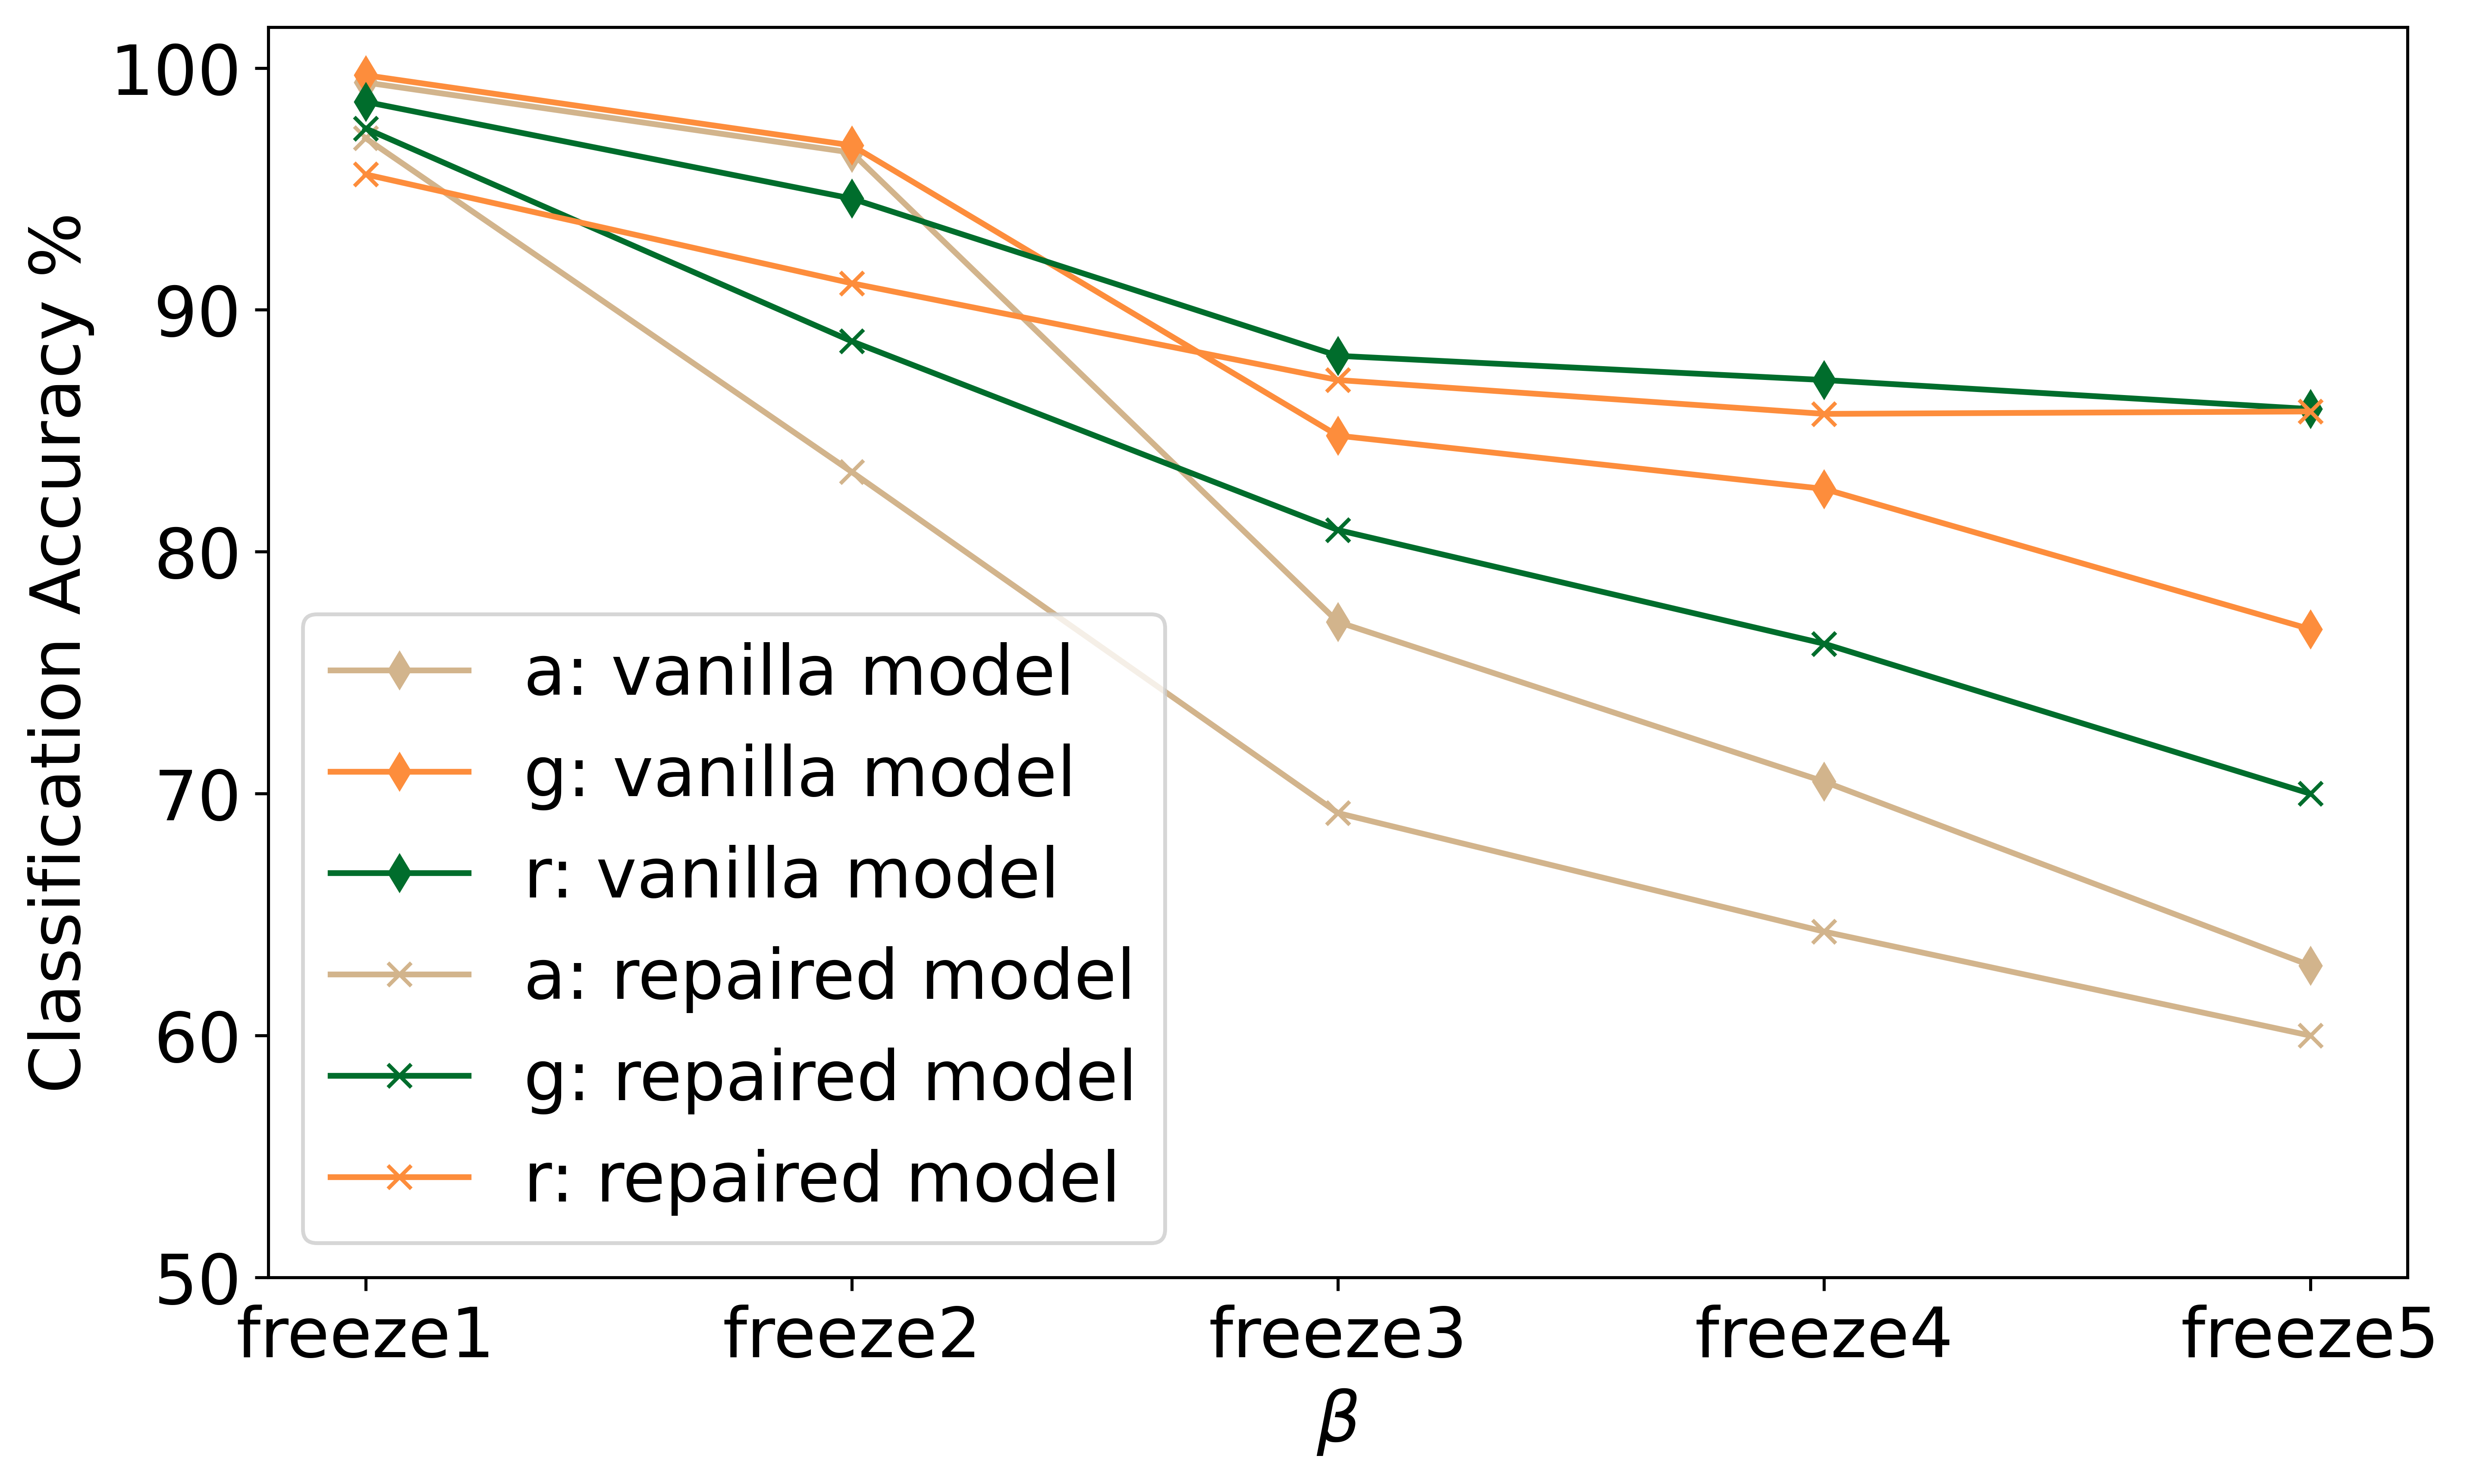 Classification Accuracy %
100
90
80
70
60
50
a: vanilla model
g: vanilla model
r: vanilla model
a: repaired model
g: repaired model
r: repaired model
freeze1 freeze2 freeze3 freeze4 freeze5
β